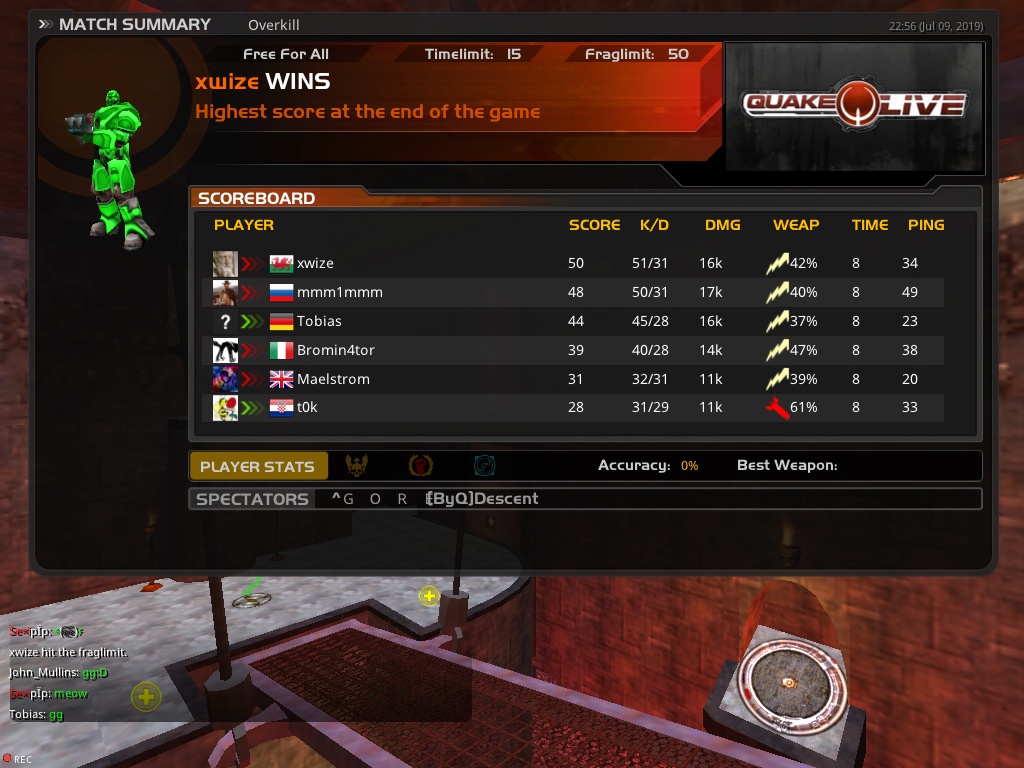 MATCH SUMMARY Overkill 22:56 (Jul 09, 2019)
Free For All Timelimit: 15 Fraglimit: 50
xwize WINS
Highest score at the end of the game
QUAKE LIVE
SCOREBOARD
PLAYER SCORE K/D DMG WEAP TIME PING
xwize 50 51/31 16k 42% 8 34
mmm1mmm 48 50/31 17k 40% 8 49
? Tobias 44 45/28 16k 37% 8 23
Bromin4tor 39 40/28 14k 47% 8 38
Maelstrom 31 32/31 11k 39% 8 20
t0k 28 31/29 11k 61% 8 33
PLAYER STATS Accuracy: 0% Best Weapon:
SPECTATORS ^G O R [ByQ]Descent
pIp:
xwize hit the fraglimit.
John_Mullins: gg:D
pIp: meow
Tobias: gg
REC